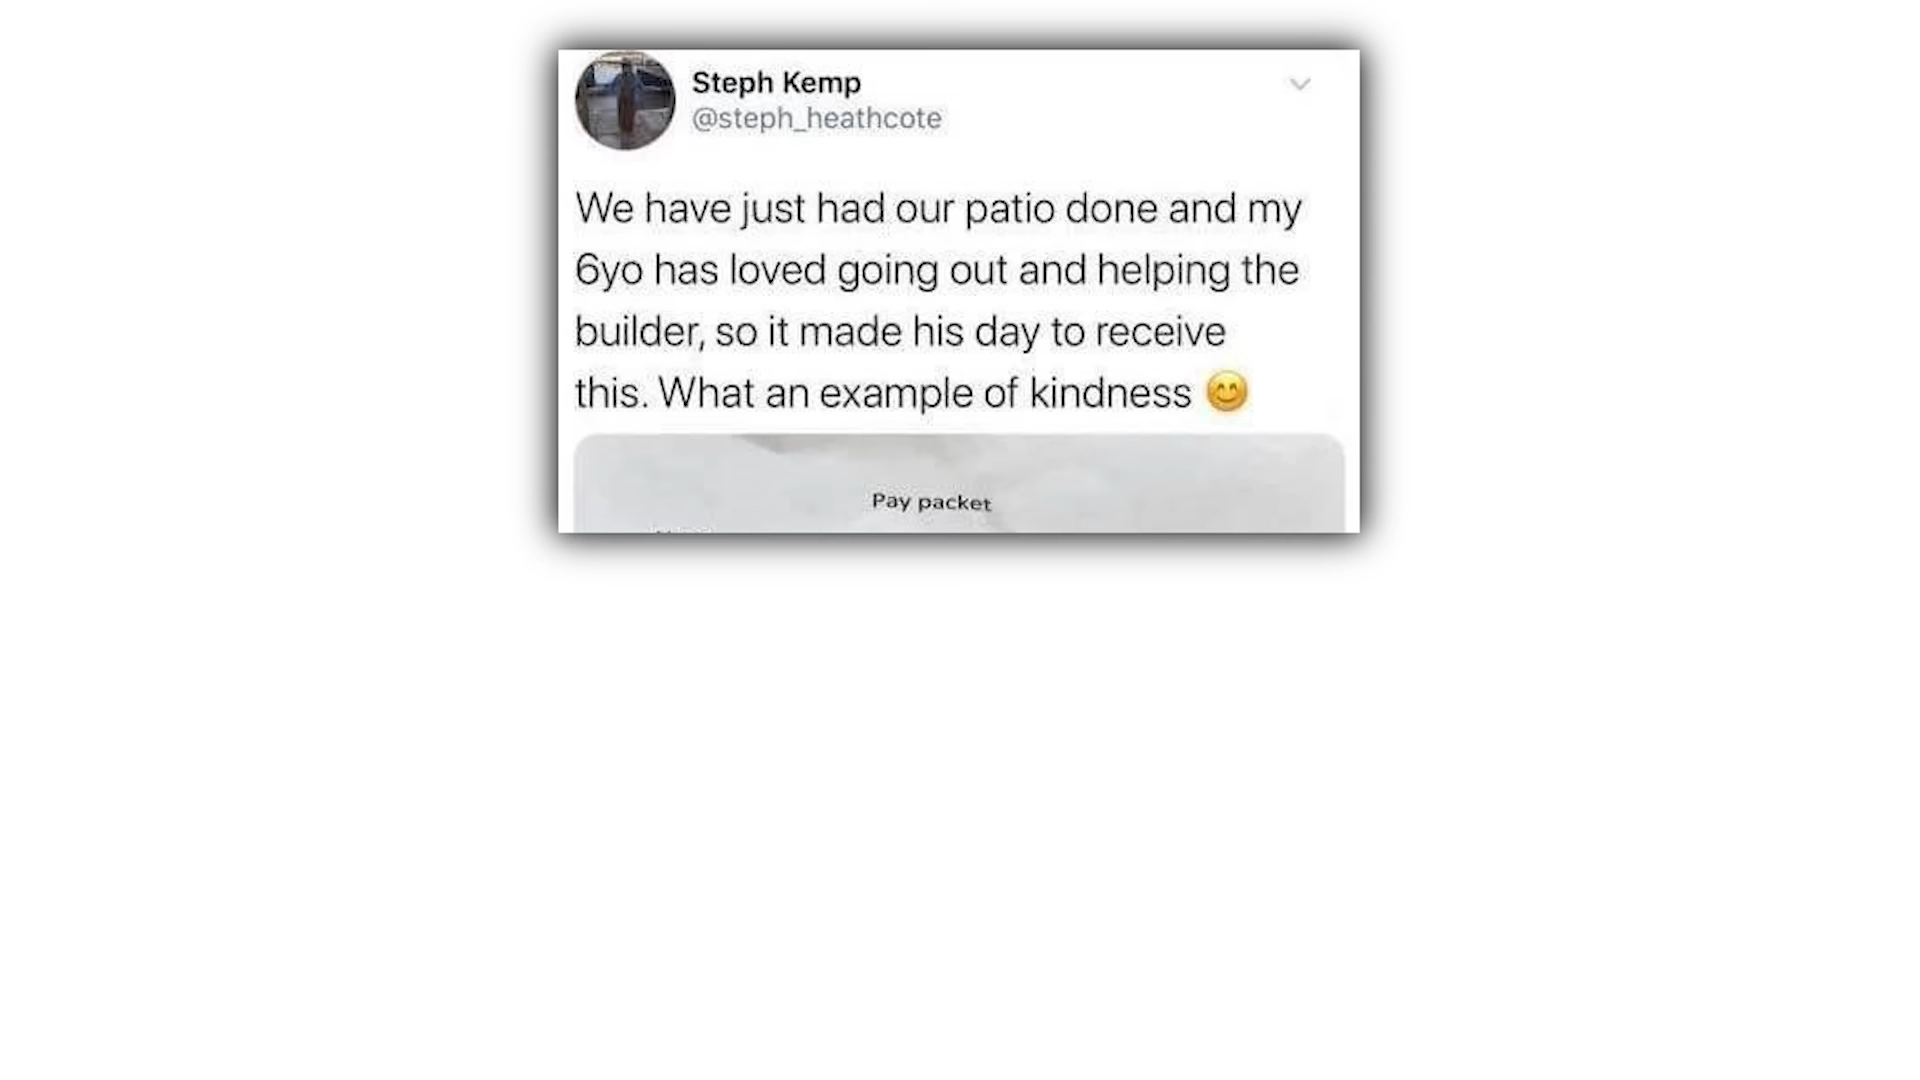 Steph Kemp
@steph_heathcote
We have just had our patio done and my
6yo has loved going out and helping the
builder, so it made his day to receive
this. What an example of kindness 😊
Pay packet